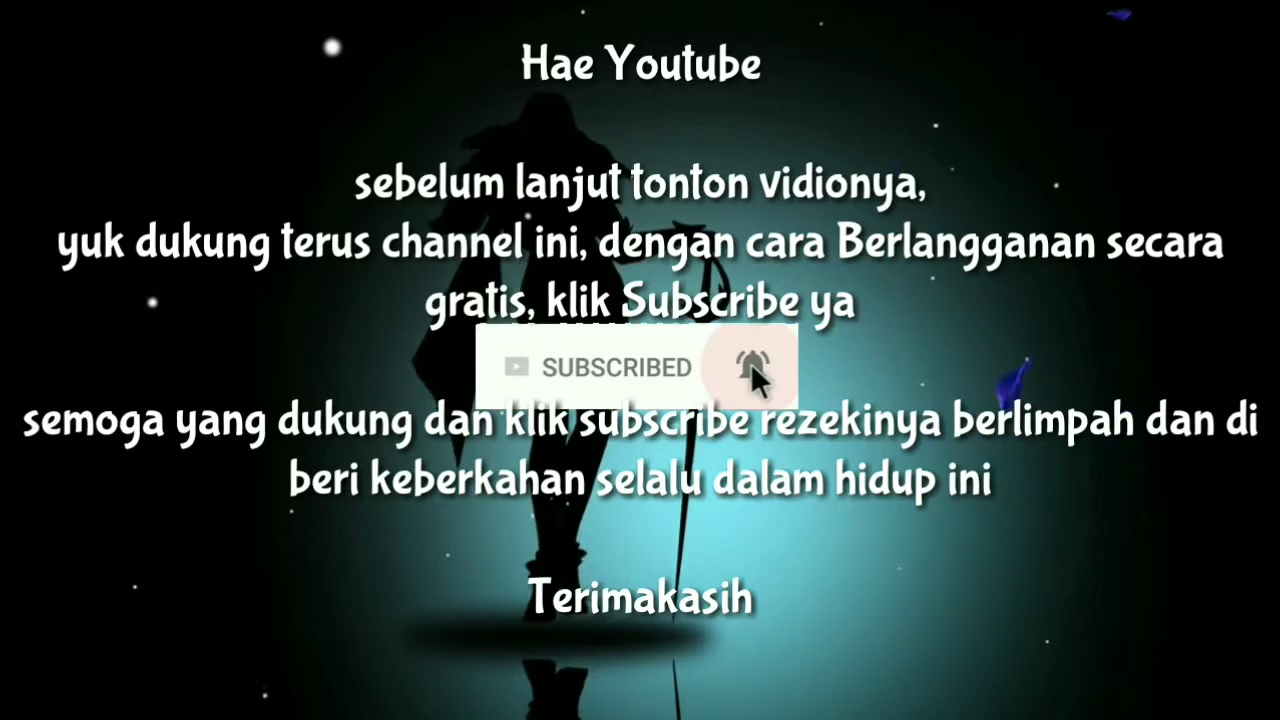 Hae Youtube
sebelum lanjut tonton vidionya,
yuk dukung terus channel ini, dengan cara Berlangganan secara
gratis, klik Subscribe ya
SUBSCRIBED
semoga yang dukung dan klik subscribe rezekinya berlimpah dan di
beri keberkahan selalu dalam hidup ini
Terimakasih